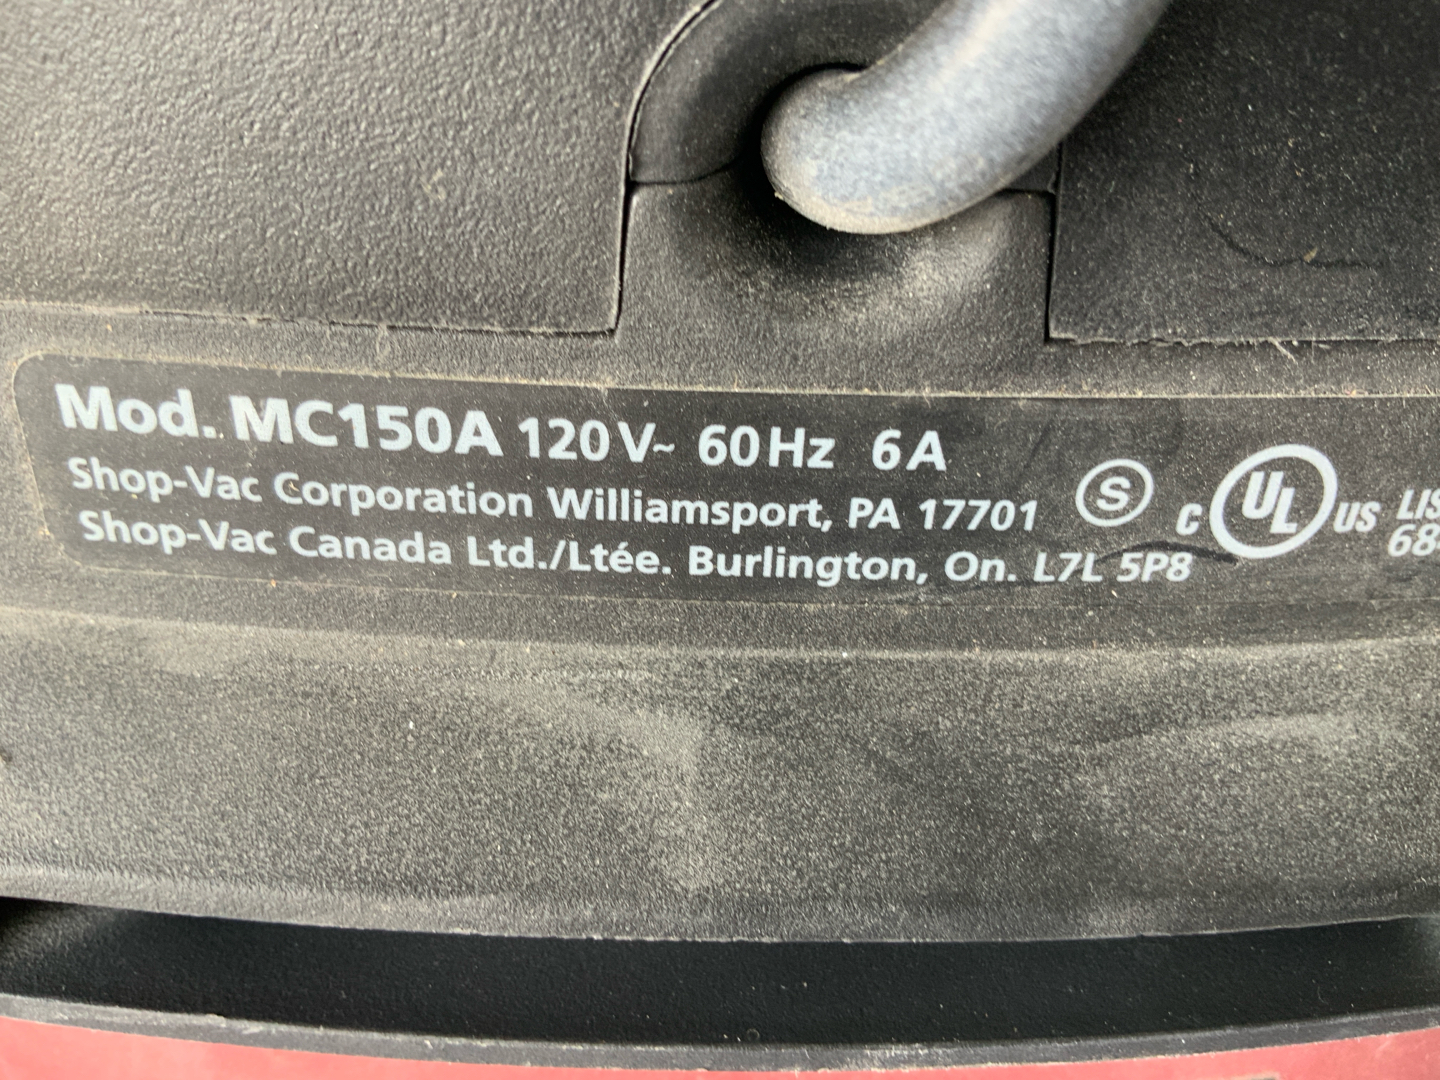 Mod. MC150A 120V~ 60Hz 6A
Shop-Vac Corporation Williamsport, PA 17701
Shop-Vac Canada Ltd./Ltée. Burlington, On. L7L 5P8
S
C UL US